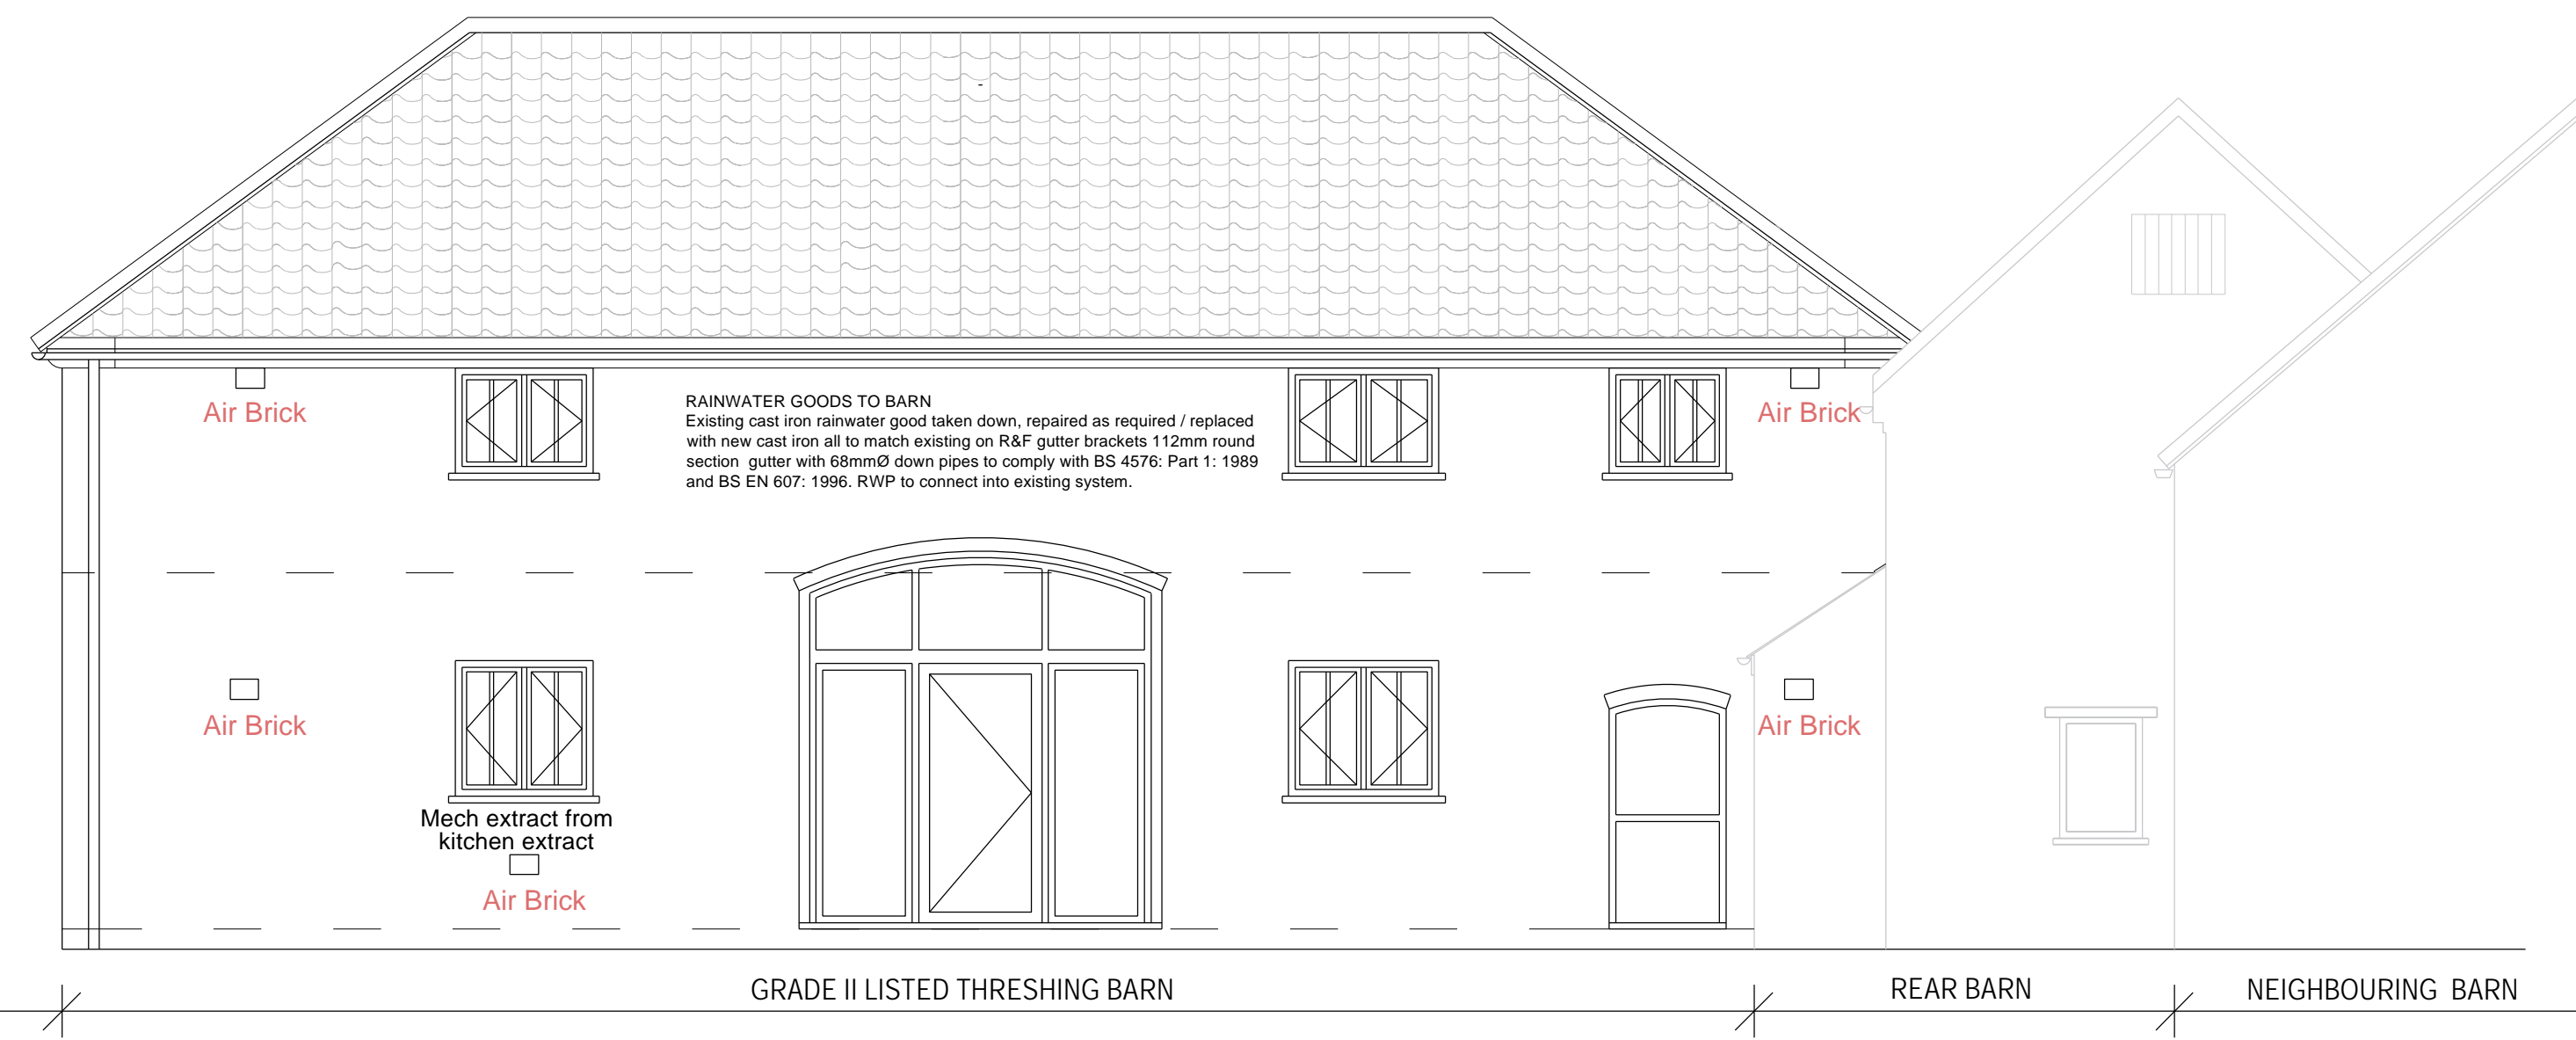 Air Brick
RAINWATER GOODS TO BARN
Existing cast iron rainwater good taken down, repaired as required / replaced
with new cast iron all to match existing on R&F gutter brackets 112mm round
section gutter with 68mmØ down pipes to comply with BS 4576: Part 1: 1989
and BS EN 607: 1996. RWP to connect into existing system.
Air Brick
Air Brick
Air Brick
Mech extract from
kitchen extract
Air Brick
GRADE II LISTED THRESHING BARN
REAR BARN
NEIGHBOURING BARN